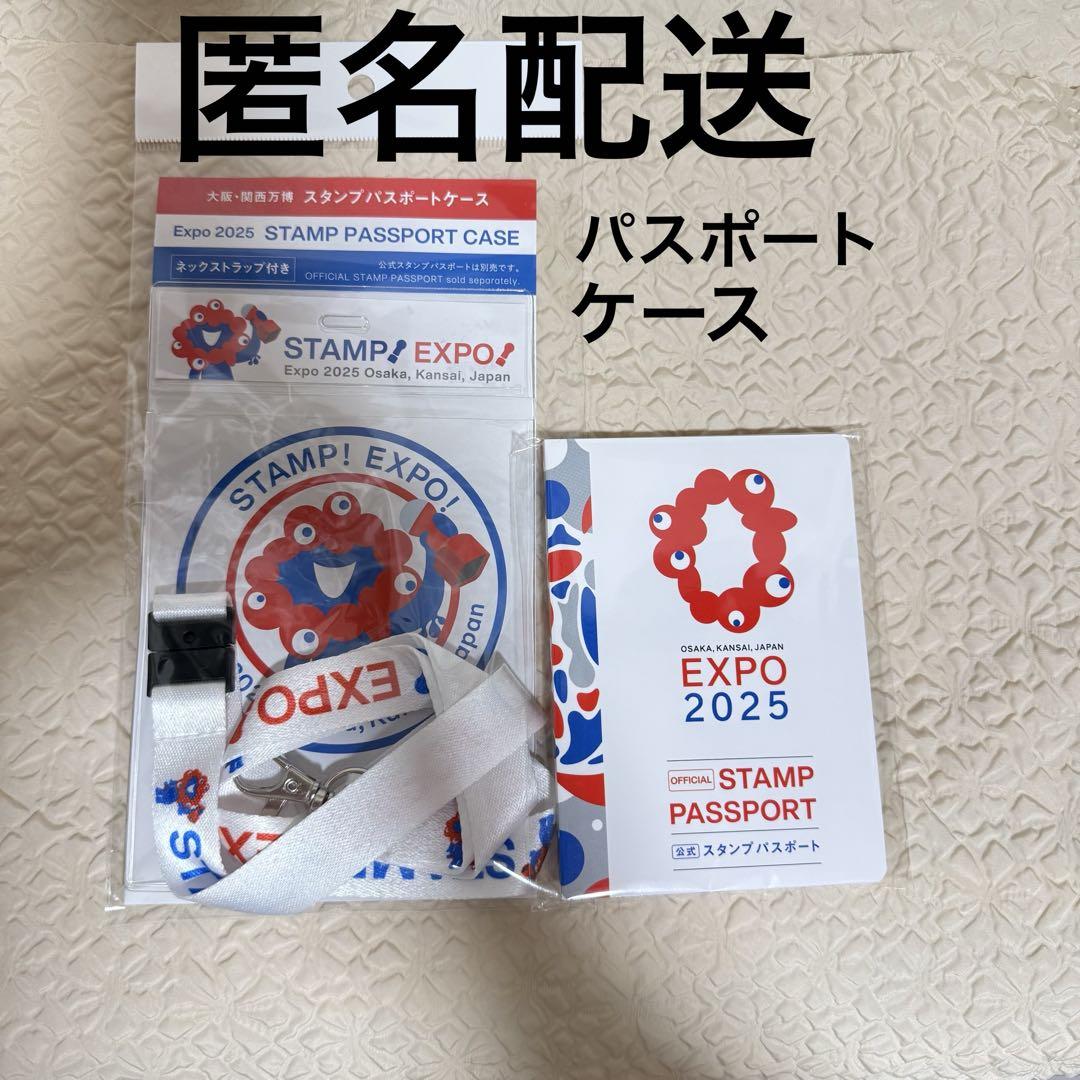 匿名配送
パスポート
ケース
大阪・関西万博 スタンプパスポートケース
Expo 2025 STAMP PASSPORT CASE
ネックストラップ付き
公式スタンプパスポートは別売です。
OFFICIAL STAMP PASSPORT sold separately.
STAMP! EXPO!
Expo 2025 Osaka, Kansai, Japan
STAMP! EXPO!
apan
EXPO
OSAKA, KANSAI, JAPAN
EXPO
2025
OFFICIAL STAMP
PASSPORT
公式 スタンプパスポート